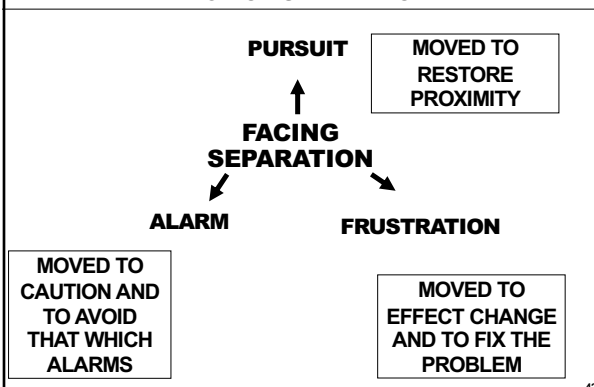 PURSUIT
MOVED TO
RESTORE
PROXIMITY
FACING
SEPARATION
ALARM
FRUSTRATION
MOVED TO
CAUTION AND
TO AVOID
THAT WHICH
ALARMS
MOVED TO
EFFECT CHANGE
AND TO FIX THE
PROBLEM